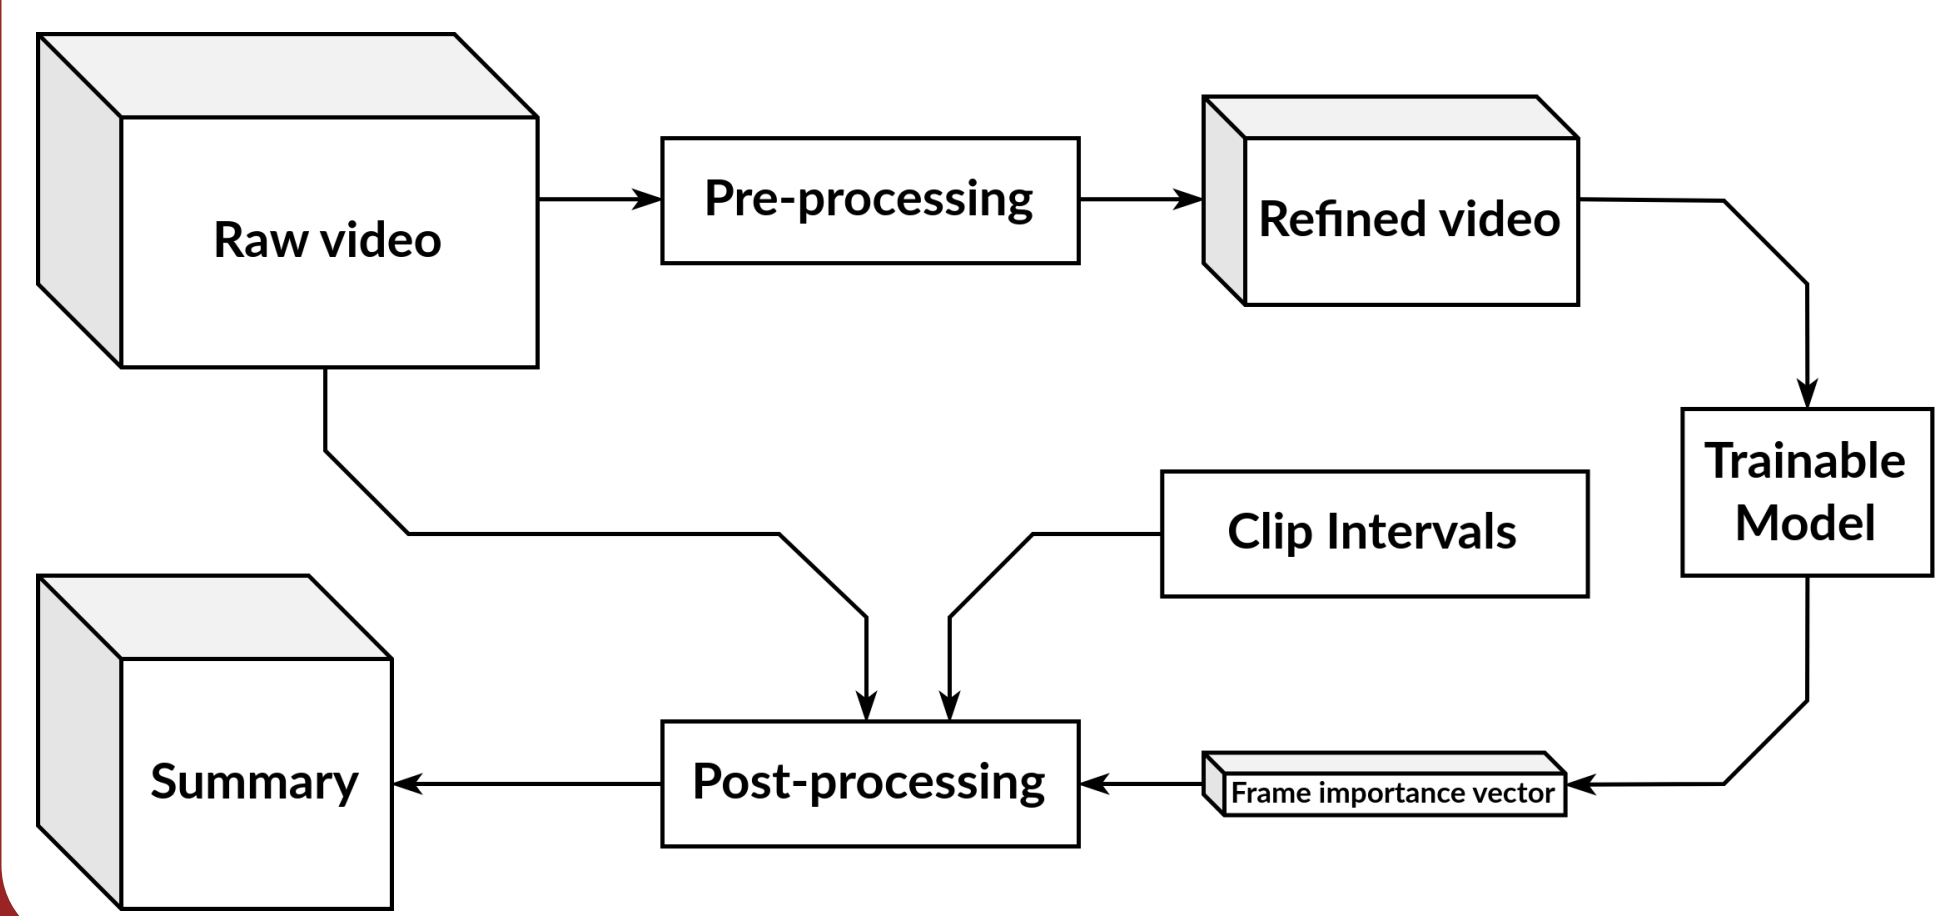 Raw video
Pre-processing
Refined video
Trainable
Model
Clip Intervals
Frame importance vector
Post-processing
Summary